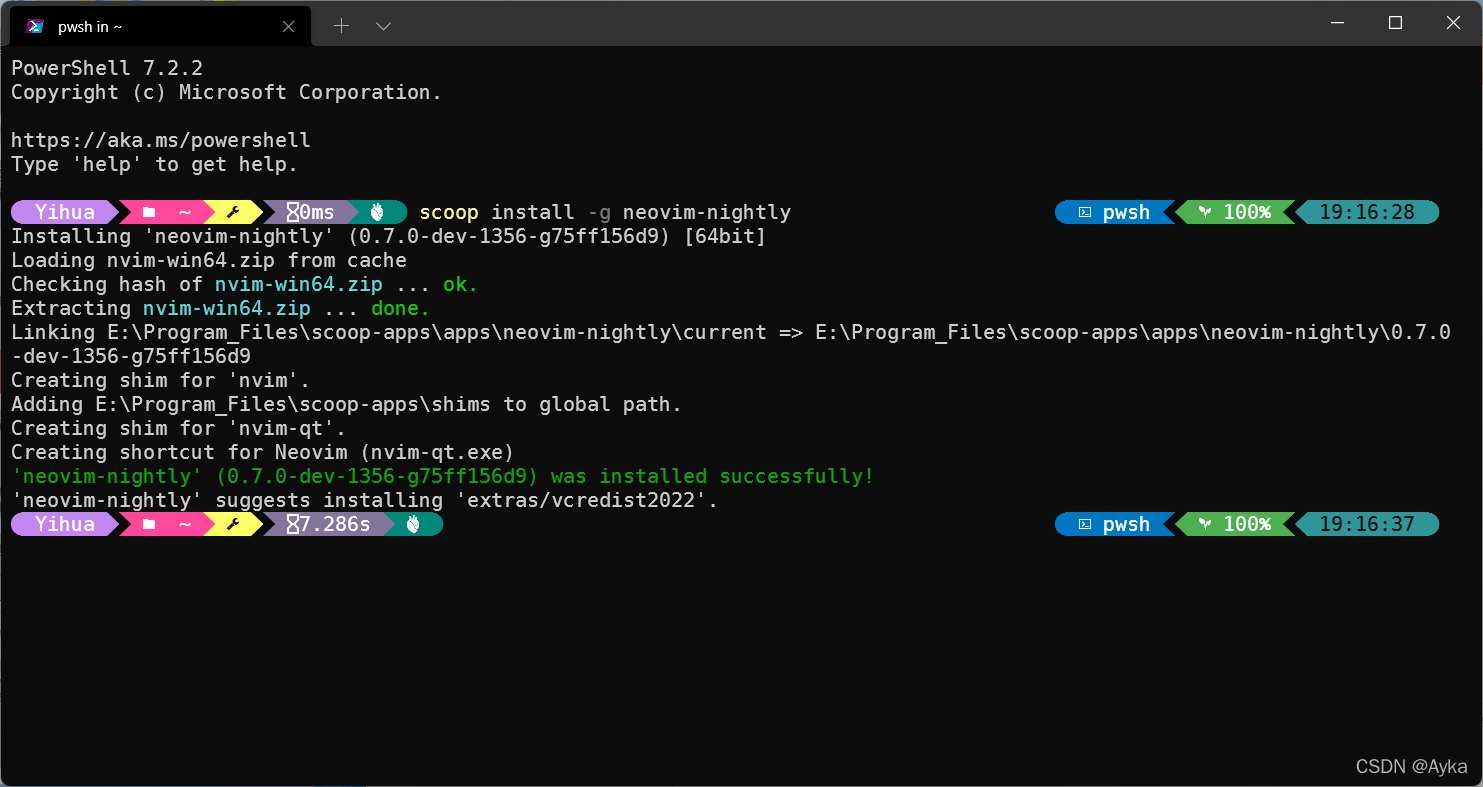 pwsh in ~
PowerShell 7.2.2
Copyright (c) Microsoft Corporation.
https://aka.ms/powershell
Type 'help' to get help.
Yihua ~ 0ms scoop install -g neovim-nightly pwsh 100% 19:16:28
Installing 'neovim-nightly' (0.7.0-dev-1356-g75ff156d9) [64bit]
Loading nvim-win64.zip from cache
Checking hash of nvim-win64.zip ... ok.
Extracting nvim-win64.zip ... done.
Linking E:\Program_Files\scoop-apps\apps\neovim-nightly\current => E:\Program_Files\scoop-apps\apps\neovim-nightly\0.7.0
-dev-1356-g75ff156d9
Creating shim for 'nvim'.
Adding E:\Program_Files\scoop-apps\shims to global path.
Creating shim for 'nvim-qt'.
Creating shortcut for Neovim (nvim-qt.exe)
'neovim-nightly' (0.7.0-dev-1356-g75ff156d9) was installed successfully!
'neovim-nightly' suggests installing 'extras/vcredist2022'.
Yihua ~ 7.286s pwsh 100% 19:16:37
CSDN @Ayka